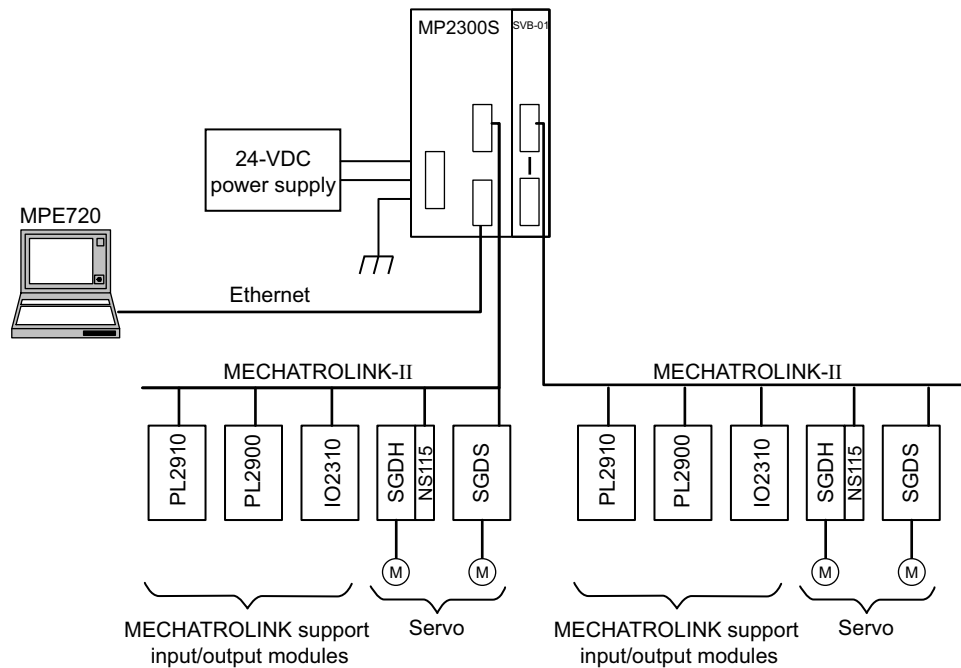 MP2300S
SVB-01
24-VDC
power supply
MPE720
Ethernet
MECHATROLINK-II
MECHATROLINK-II
PL2910
PL2900
IO2310
SGDH
NS115
SGDS
PL2910
PL2900
IO2310
SGDH
NS115
SGDS
M
M
M
M
MECHATROLINK support
input/output modules
Servo
MECHATROLINK support
input/output modules
Servo